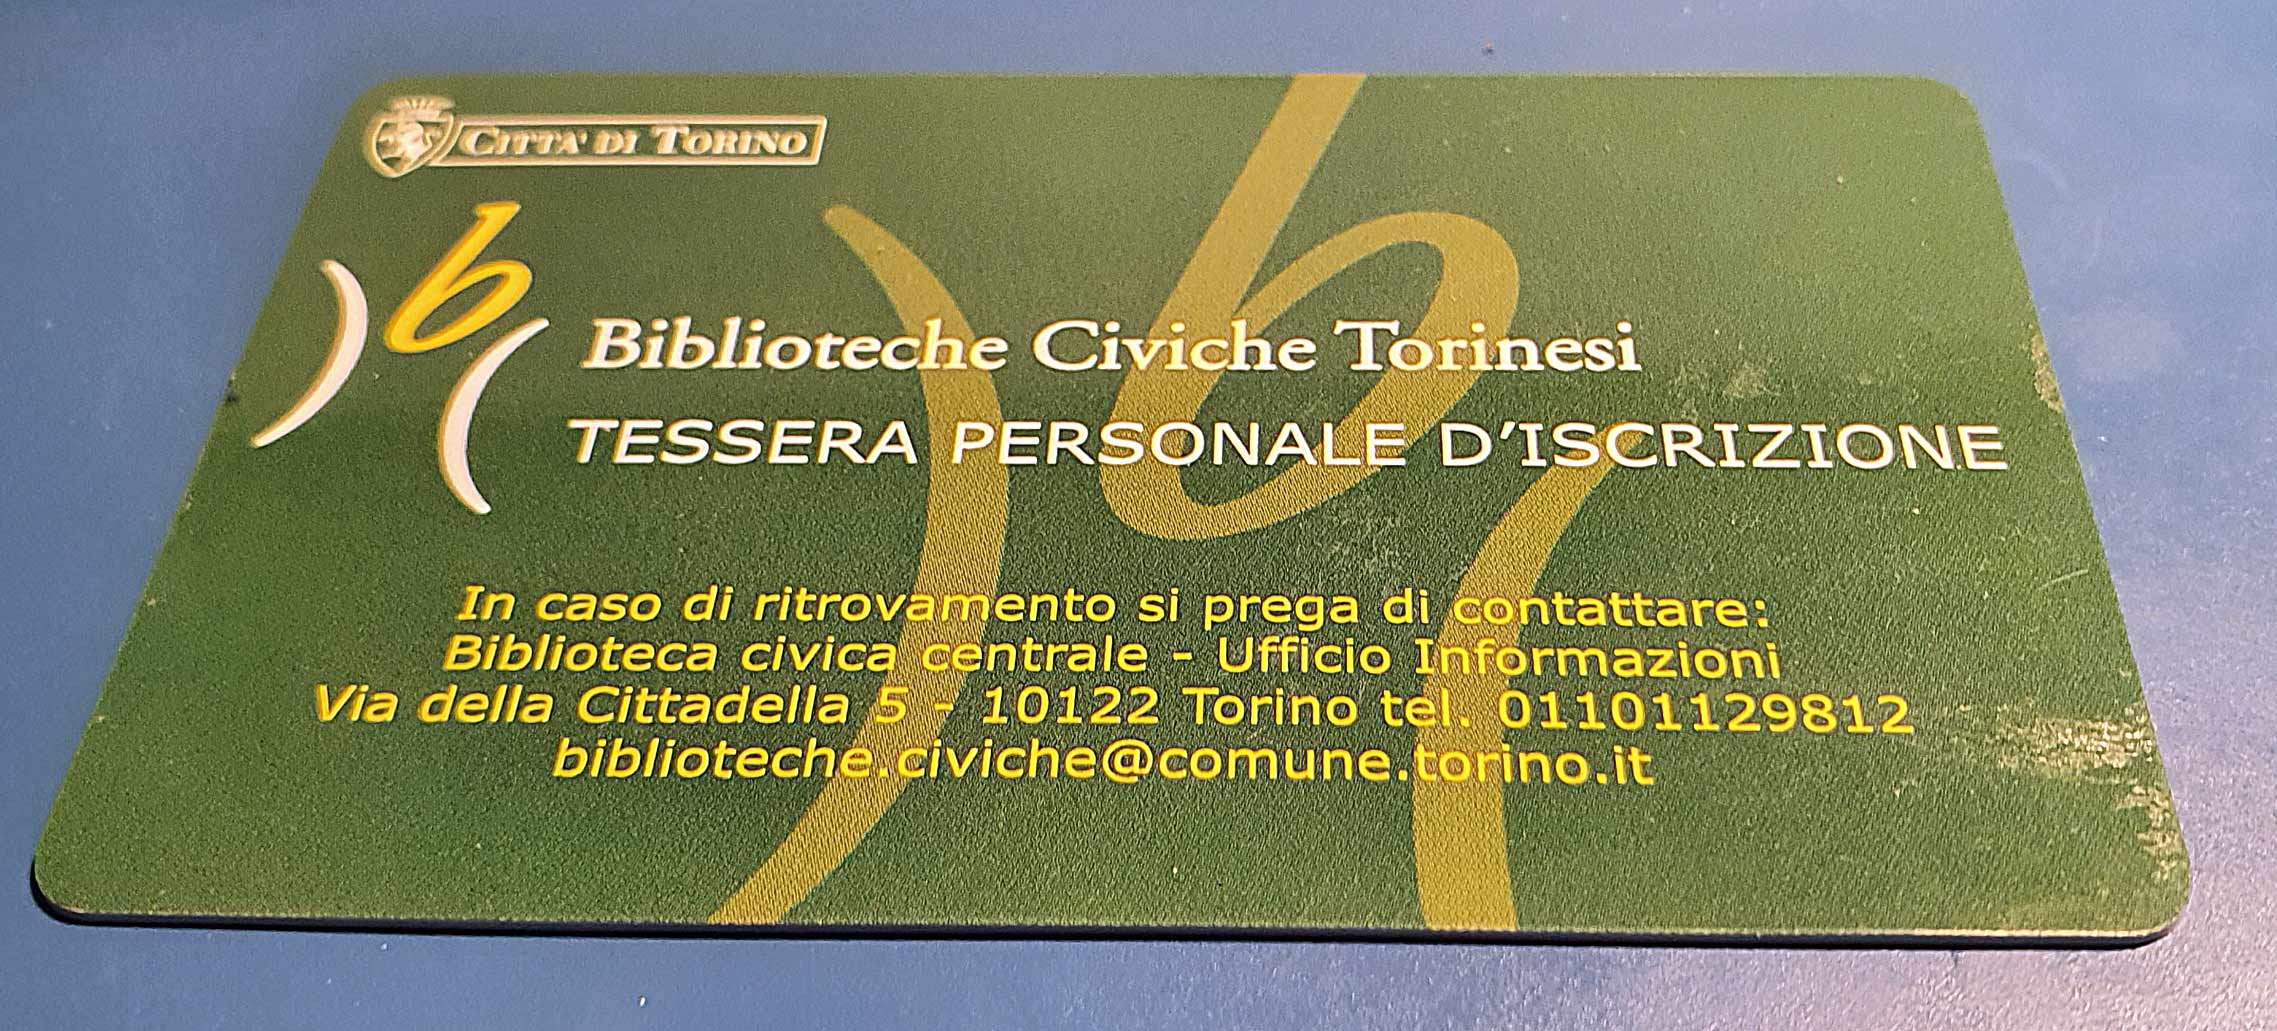 CITTA' DI TORINO
b
Biblioteche Civiche Torinesi
TESSERA PERSONALE D'ISCRIZIONE
In caso di ritrovamento si prega di contattare:
Biblioteca civica centrale - Ufficio Informazioni
Via della Cittadella 5 - 10122 Torino tel. 01101129812
biblioteche.civiche@comune.torino.it